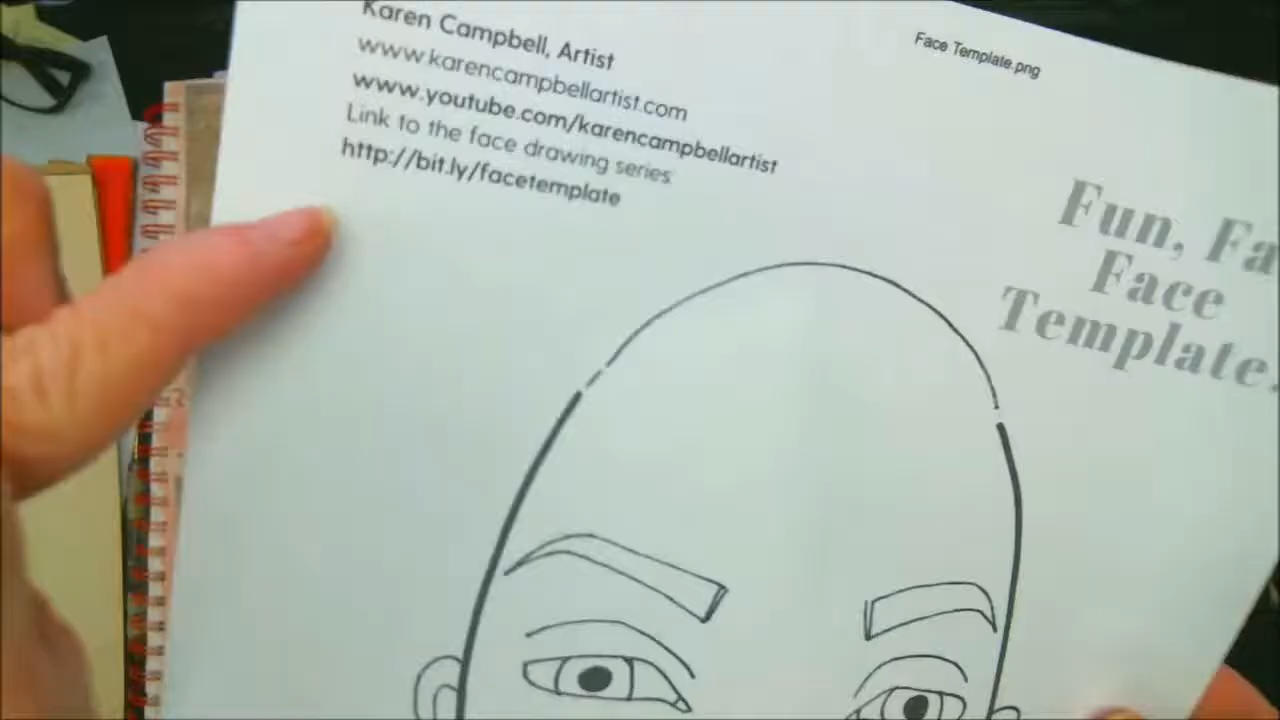 Karen Campbell, Artist
www.karencampbellartist.com
www.youtube.com/karencampbellartist
Link to the face drawing series:
http://bit.ly/facetemplate
Face Template.png
Fun, Fa
Face
Template.